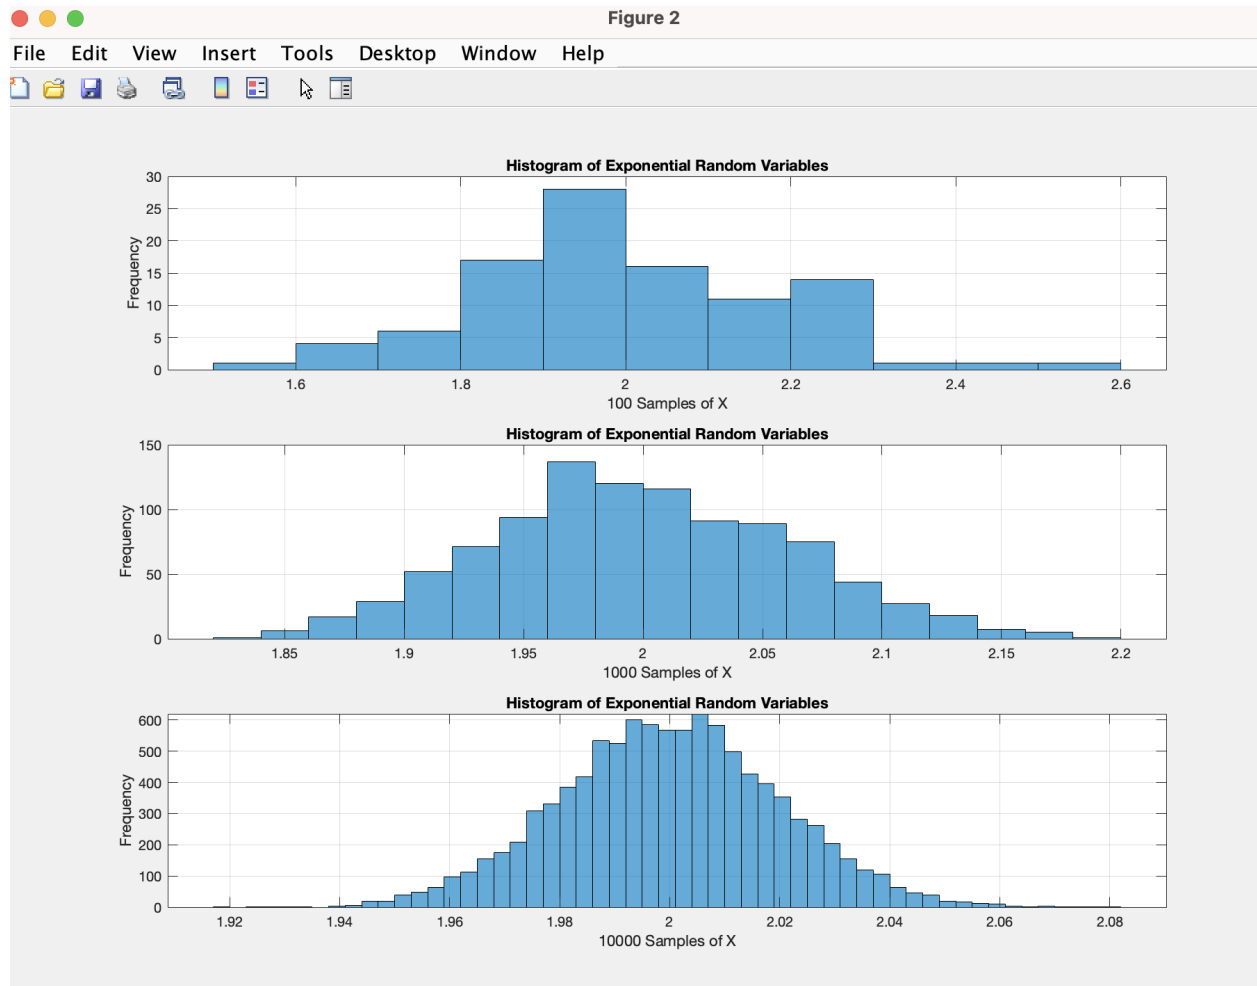 Figure 2
File Edit View Insert Tools Desktop Window Help
Histogram of Exponential Random Variables
30
25
20
15
10
5
0
Frequency
1.6 1.8 2 2.2 2.4 2.6
100 Samples of X
Histogram of Exponential Random Variables
150
100
50
0
Frequency
1.85 1.9 1.95 2 2.05 2.1 2.15 2.2
1000 Samples of X
Histogram of Exponential Random Variables
600
500
400
300
200
100
0
Frequency
1.92 1.94 1.96 1.98 2 2.02 2.04 2.06 2.08
10000 Samples of X